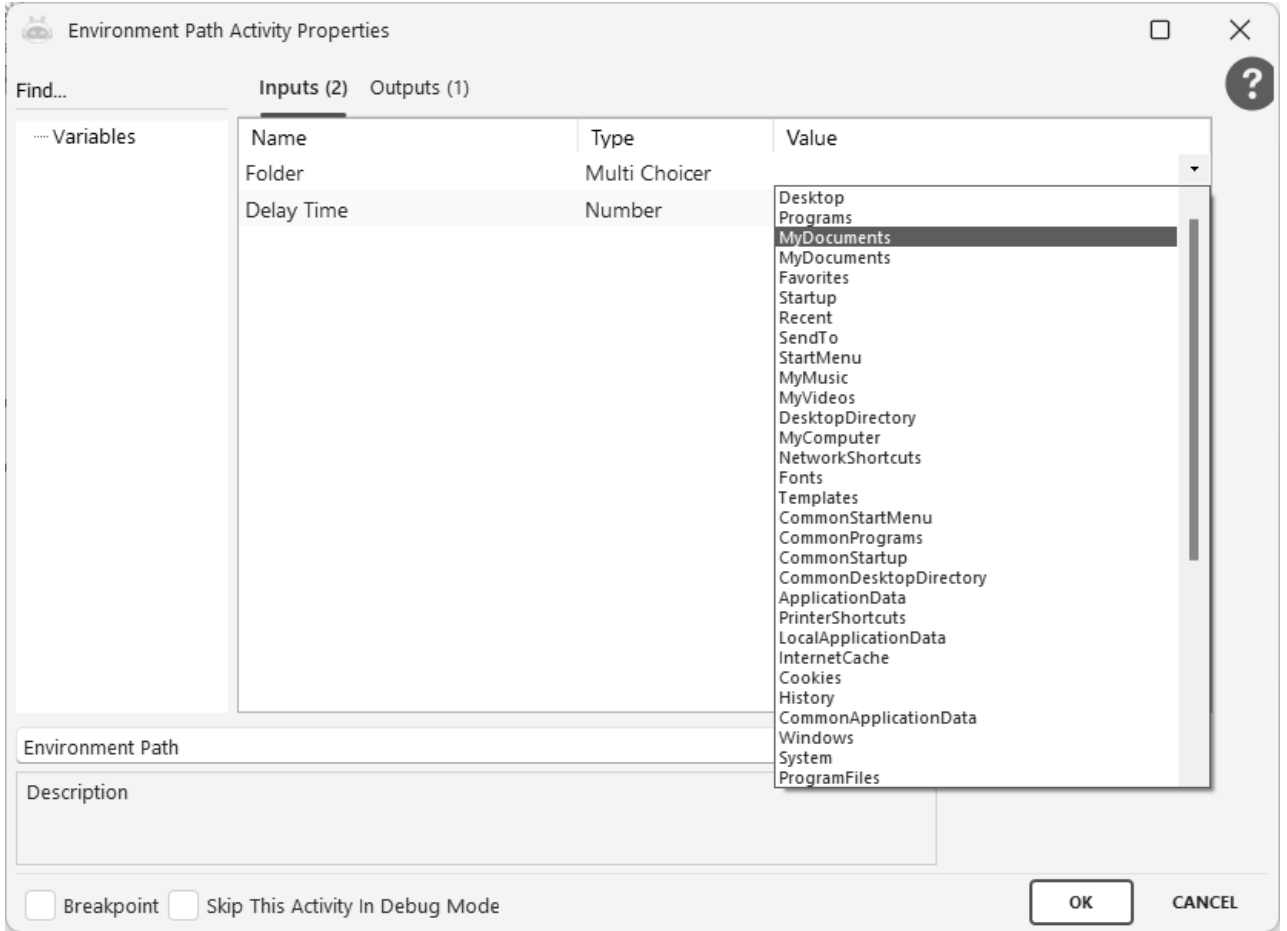 Environment Path Activity Properties
?
Find...
Inputs (2) Outputs (1)
Variables
Name Type Value
Folder Multi Choicer
Delay Time Number
Desktop
Programs
MyDocuments
MyDocuments
Favorites
Startup
Recent
SendTo
StartMenu
MyMusic
MyVideos
DesktopDirectory
MyComputer
NetworkShortcuts
Fonts
Templates
CommonStartMenu
CommonPrograms
CommonStartup
CommonDesktopDirectory
ApplicationData
PrinterShortcuts
LocalApplicationData
InternetCache
Cookies
History
CommonApplicationData
Windows
System
ProgramFiles
Environment Path
Description
Breakpoint Skip This Activity In Debug Mode
OK CANCEL